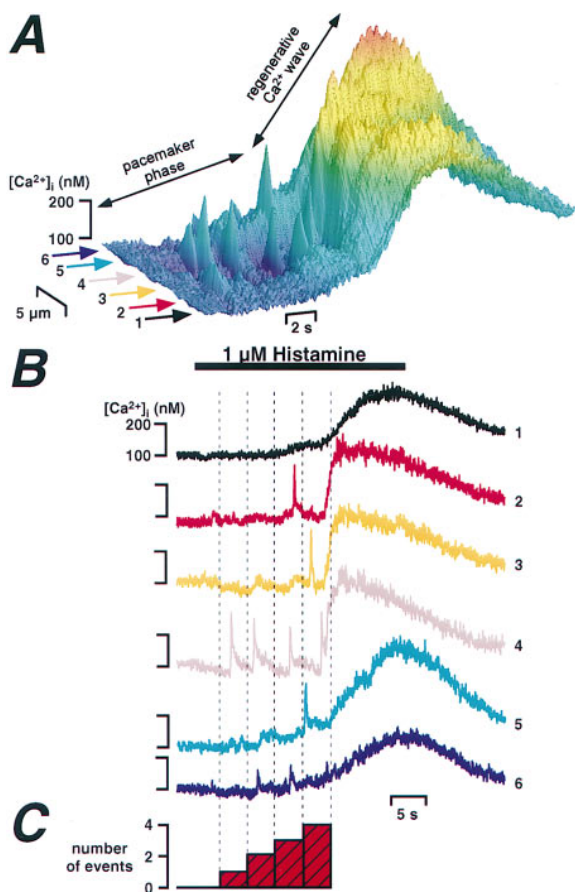 A
regenerative
Ca2+ wave
pacemaker
phase
[Ca2+]i (nM)
200
100
6
5
4
3
2
1
5 μm
2 s
B
1 μM Histamine
[Ca2+]i (nM)
200
100
1
2
3
4
5
6
5 s
C
number
of events
4
2
0